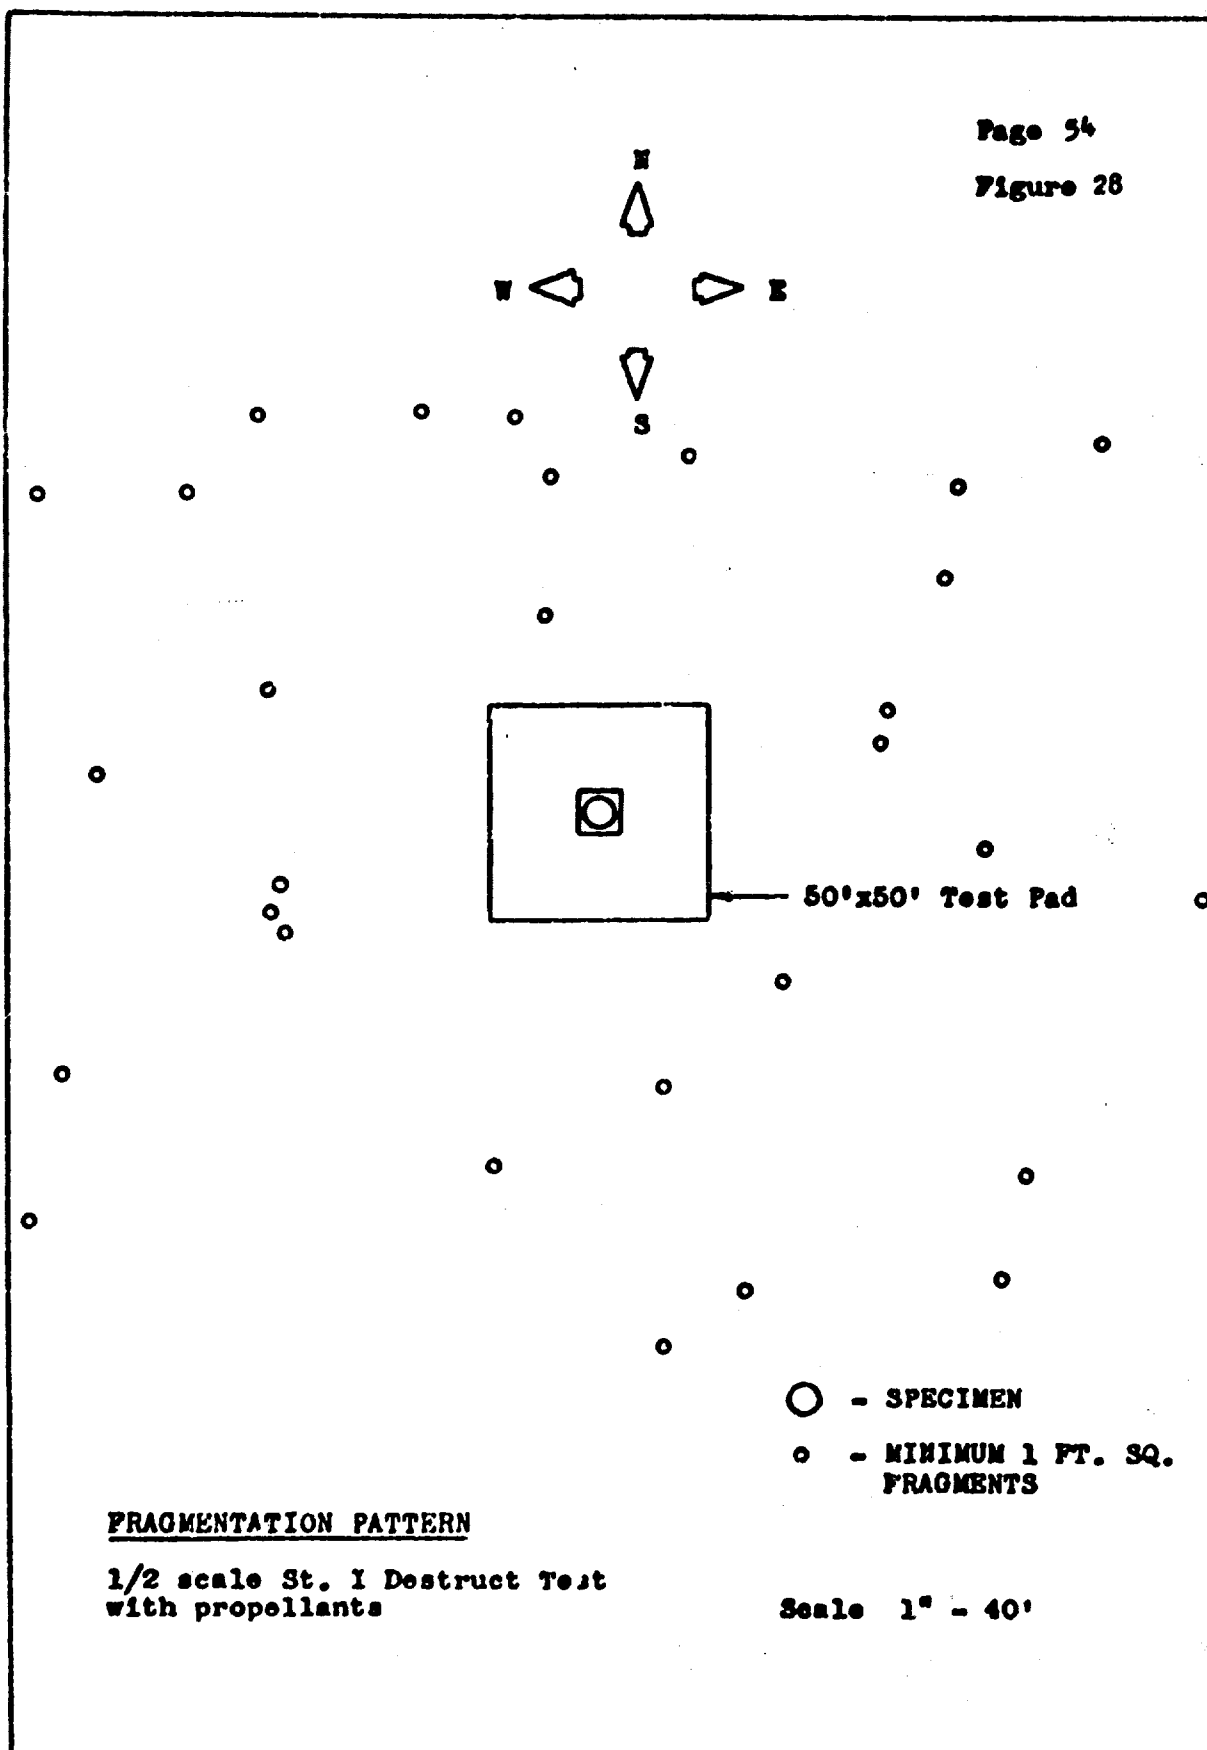 Page 54
Figure 28
N
W
E
S
50'x50' Test Pad
- SPECIMEN
- MINIMUM 1 FT. SQ.
FRAGMENTS
FRAGMENTATION PATTERN
1/2 scale St. I Destruct Test
with propellants
Scale 1" - 40'